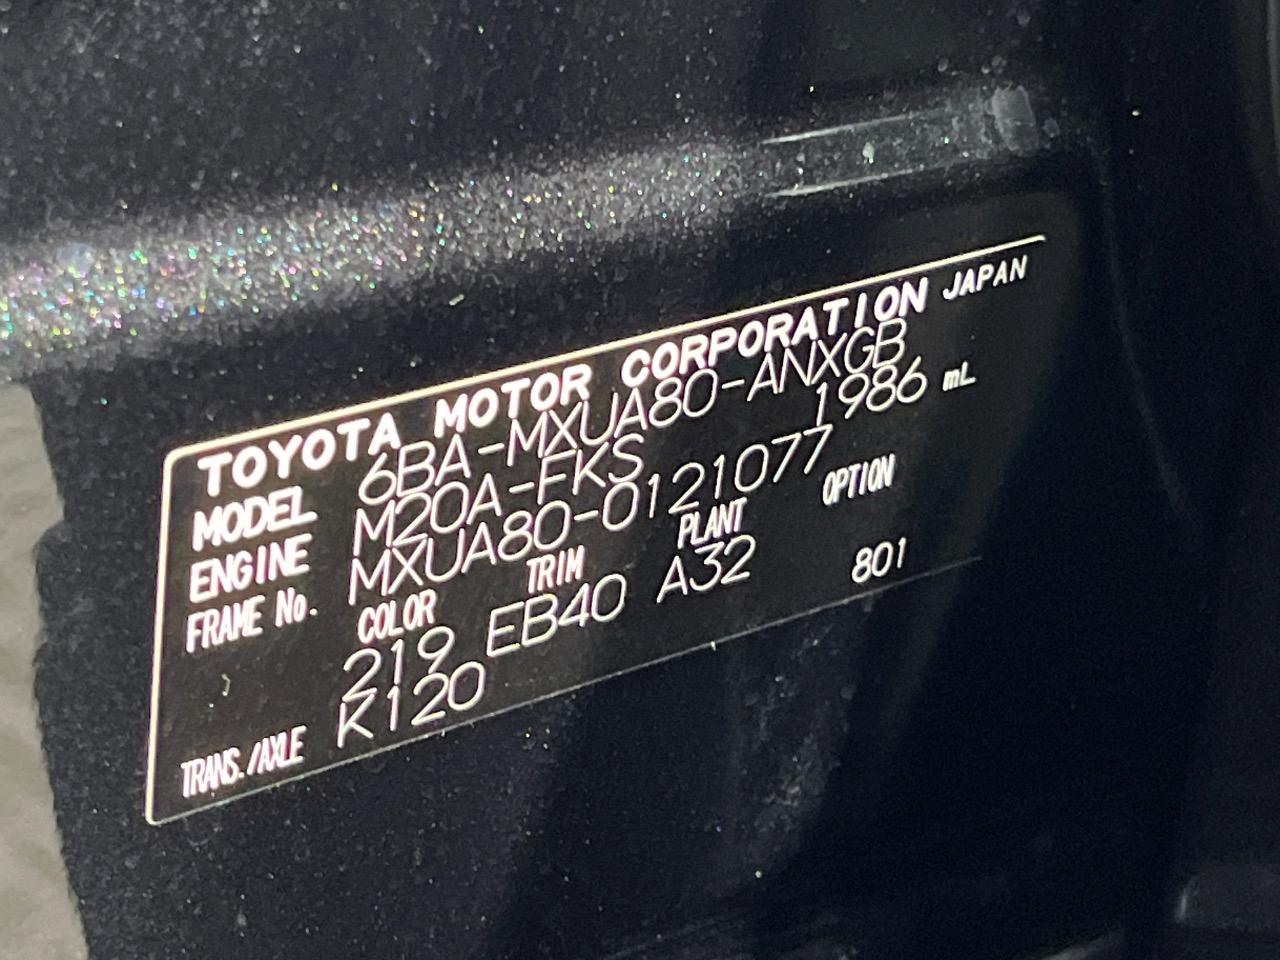 TOYOTA MOTOR CORPORATION JAPAN
MODEL 6BA-MXUA80-ANXGB
ENGINE M20A-FKS 1986 mL
FRAME No. MXUA80-0121077
COLOR TRIM PLANT OPTION
219 EB40 A32 801
TRANS./AXLE K120